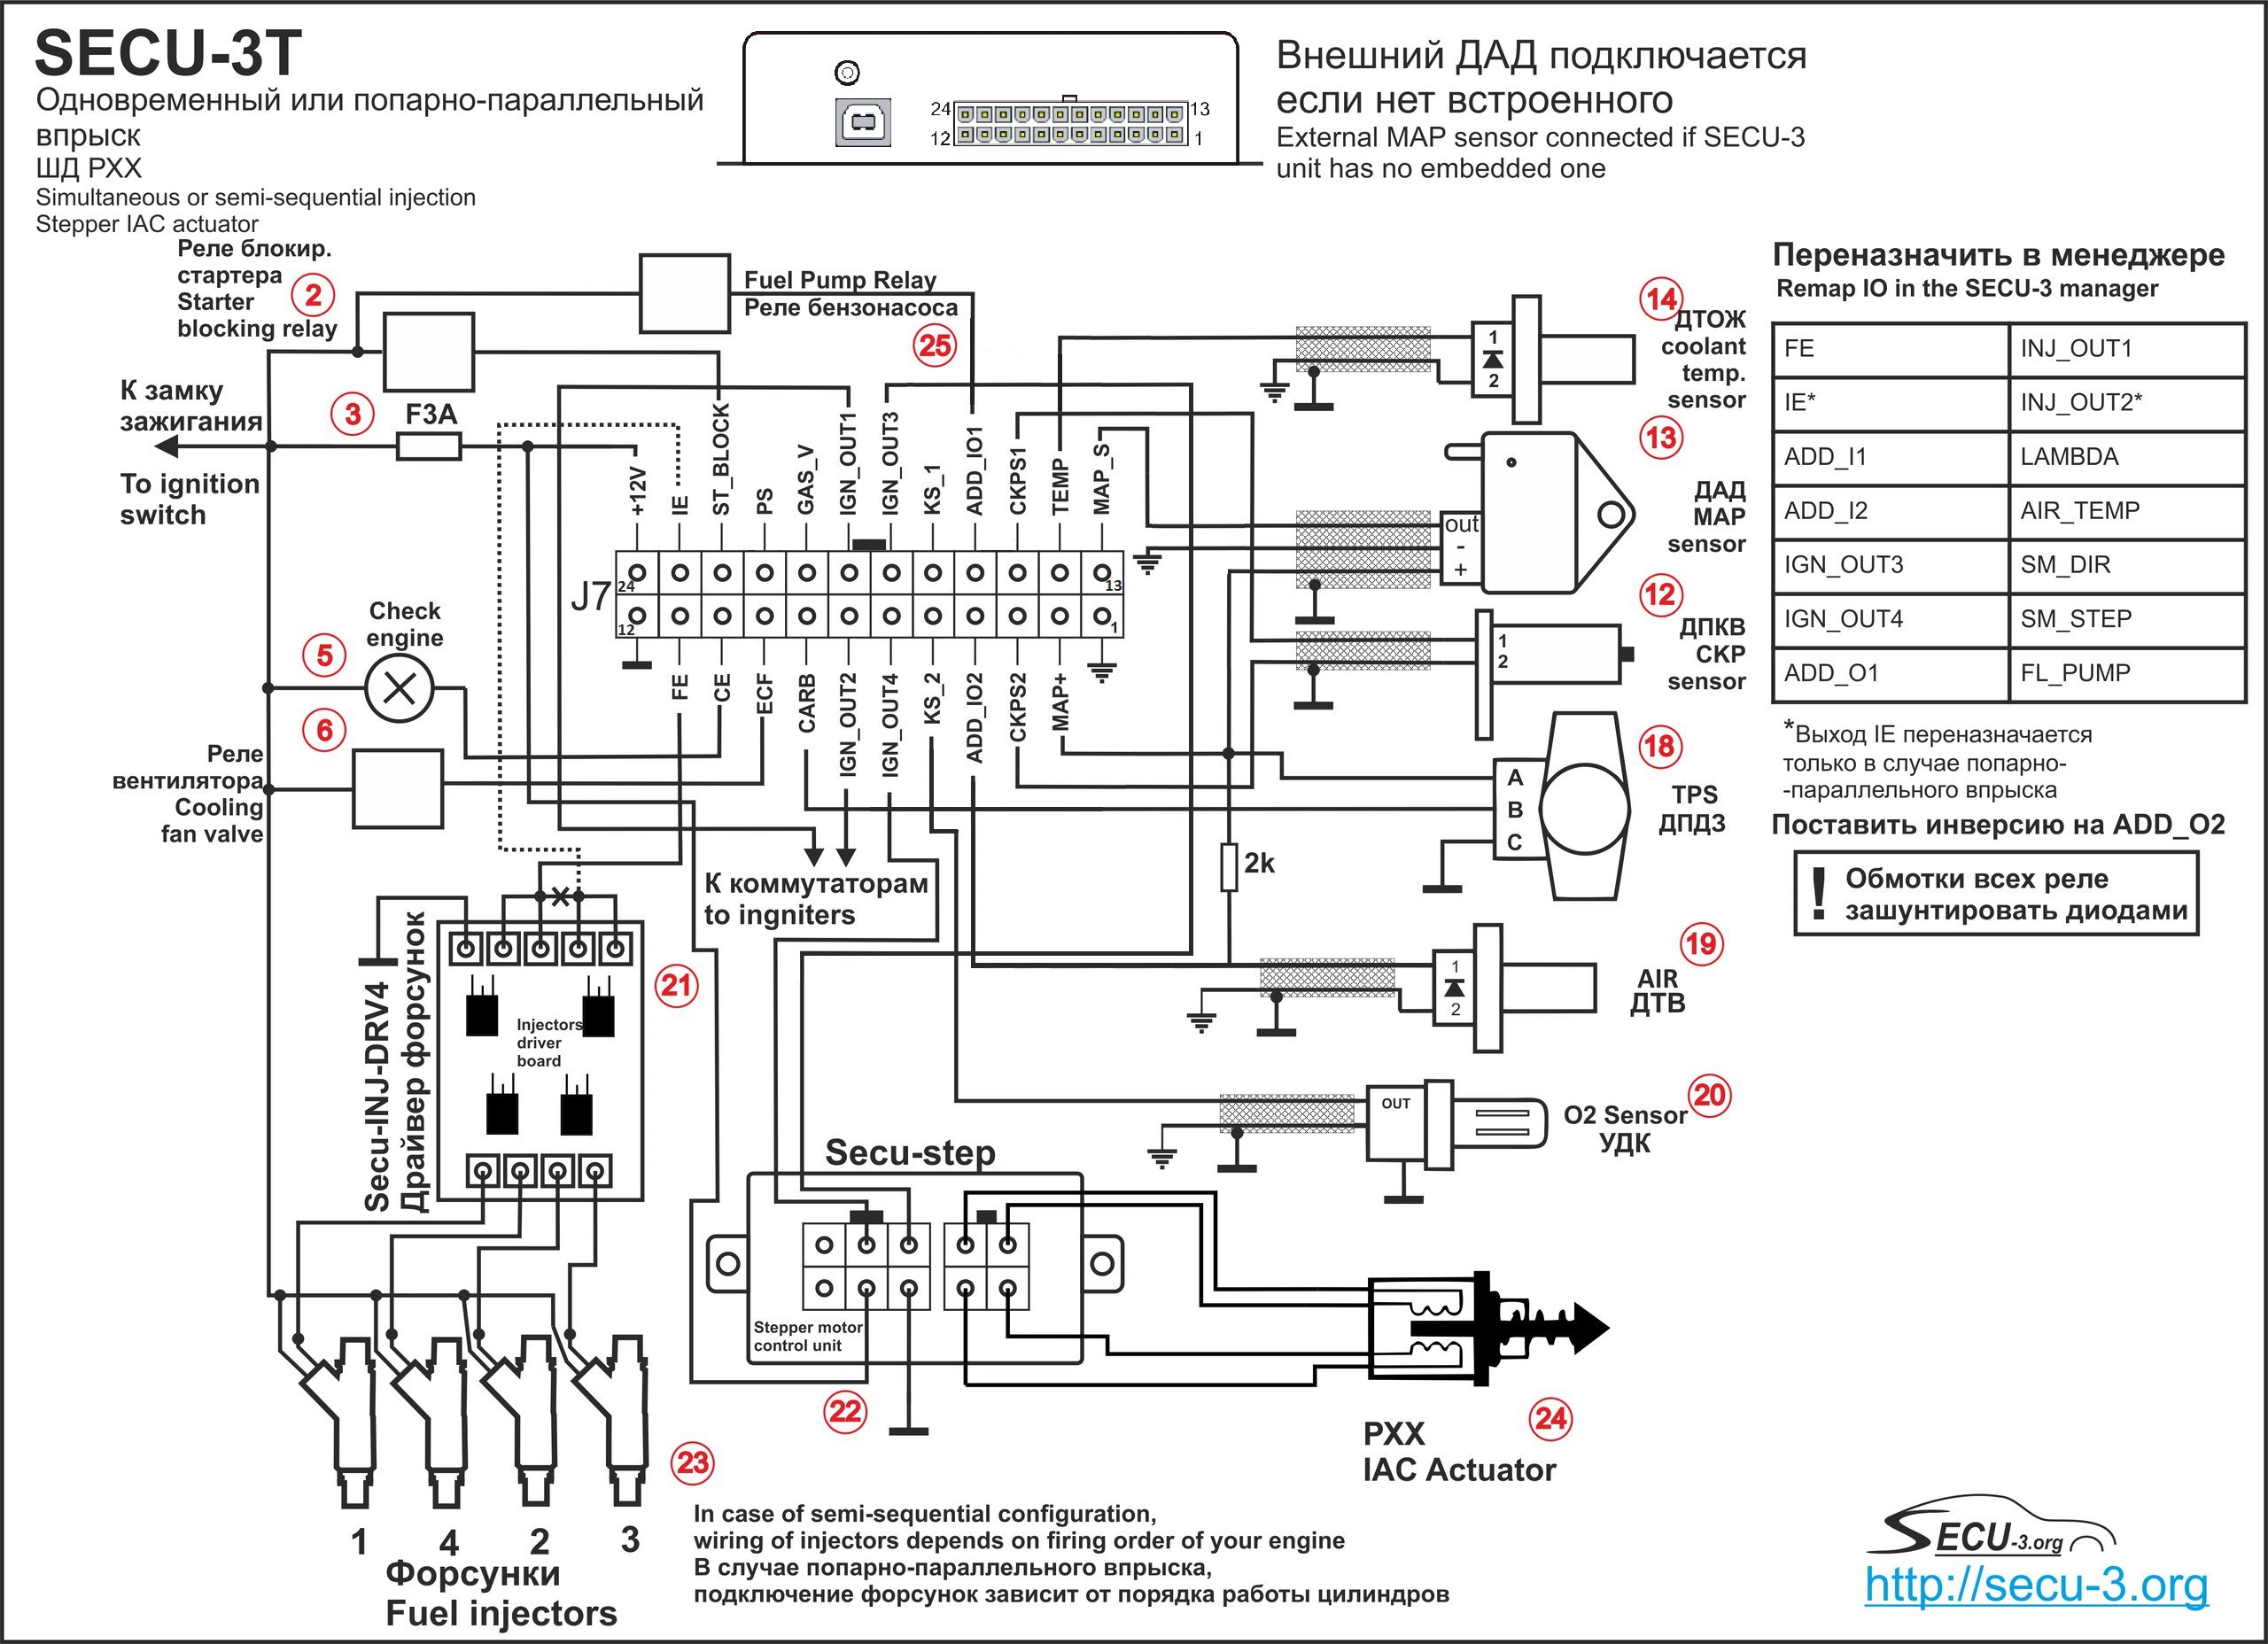 SECU-3T
Одновременный или попарно-параллельный
впрыск
ШД РХХ
Simultaneous or semi-sequential injection
Stepper IAC actuator
24
13
12
1
Внешний ДАД подключается
если нет встроенного
External MAP sensor connected if SECU-3
unit has no embedded one
Реле блокир.
стартера
Starter
blocking relay
2
Fuel Pump Relay
Реле бензонасоса
25
К замку
зажигания
3
F3A
To ignition
switch
+12V
IE
ST_BLOCK
PS
GAS_V
IGN_OUT1
IGN_OUT3
KS_1
ADD_IO1
CKPS1
TEMP
MAP_S
J7
24
13
12
1
FE
CE
ECF
CARB
IGN_OUT2
IGN_OUT4
KS_2
ADD_IO2
CKPS2
MAP+
Check
engine
5
6
Реле
вентилятора
Cooling
fan valve
К коммутаторам
to ingniters
14
ДТОЖ
coolant
temp.
sensor
1
2
13
ДАД
MAP
sensor
out
-
+
12
ДПКВ
CKP
sensor
1
2
18
TPS
ДПДЗ
A
B
C
2k
19
AIR
ДТВ
1
2
20
O2 Sensor
УДК
OUT
Переназначить в менеджере
Remap IO in the SECU-3 manager
FE INJ_OUT1
IE* INJ_OUT2*
ADD_I1 LAMBDA
ADD_I2 AIR_TEMP
IGN_OUT3 SM_DIR
IGN_OUT4 SM_STEP
ADD_O1 FL_PUMP
*Выход IE переназначается
только в случае попарно-
-параллельного впрыска
Поставить инверсию на ADD_O2
! Обмотки всех реле
зашунтировать диодами
Secu-INJ-DRV4
Драйвер форсунок
Injectors
driver
board
21
Secu-step
Stepper motor
control unit
22
23
24
РХХ
IAC Actuator
1 4 2 3
Форсунки
Fuel injectors
In case of semi-sequential configuration,
wiring of injectors depends on firing order of your engine
В случае попарно-параллельного впрыска,
подключение форсунок зависит от порядка работы цилиндров
SECU-3.org
http://secu-3.org